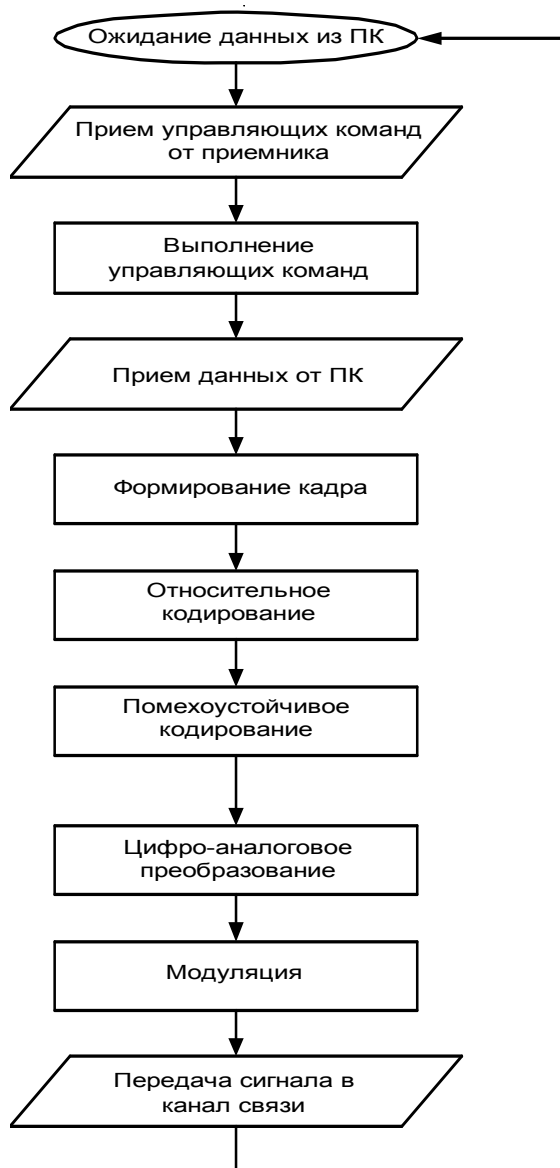 Ожидание данных из ПК
Прием управляющих команд
от приемника
Выполнение
управляющих команд
Прием данных от ПК
Формирование кадра
Относительное
кодирование
Помехоустойчивое
кодирование
Цифро-аналоговое
преобразование
Модуляция
Передача сигнала в
канал связи